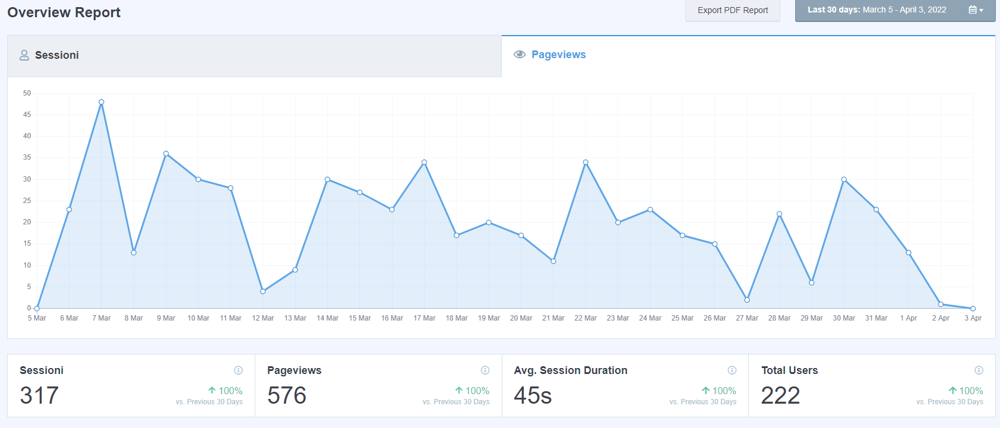 Overview Report
Export PDF Report
Last 30 days: March 5 - April 3, 2022
Sessioni
Pageviews
50
45
40
35
30
25
20
15
10
5
0
5 Mar 6 Mar 7 Mar 8 Mar 9 Mar 10 Mar 11 Mar 12 Mar 13 Mar 14 Mar 15 Mar 16 Mar 17 Mar 18 Mar 19 Mar 20 Mar 21 Mar 22 Mar 23 Mar 24 Mar 25 Mar 26 Mar 27 Mar 28 Mar 29 Mar 30 Mar 31 Mar 1 Apr 2 Apr 3 Apr
Sessioni
317
100%
vs. Previous 30 Days
Pageviews
576
100%
vs. Previous 30 Days
Avg. Session Duration
45s
100%
vs. Previous 30 Days
Total Users
222
100%
vs. Previous 30 Days